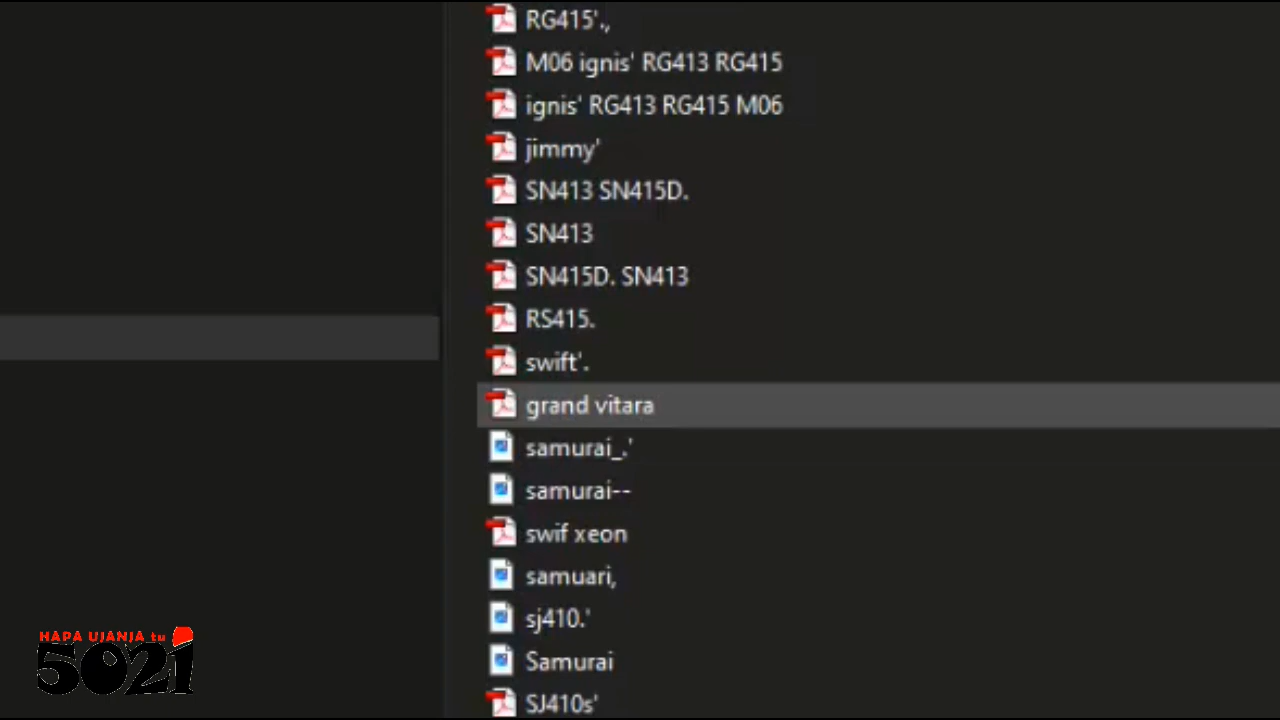 RG415'.,
M06 ignis' RG413 RG415
ignis' RG413 RG415 M06
jimmy'
SN413 SN415D.
SN413
SN415D. SN413
RS415.
swift'.
grand vitara
samurai_.'
samurai--
swif xeon
samuari,
sj410.'
Samurai
SJ410s'
HAPA UJANJA tu
5021